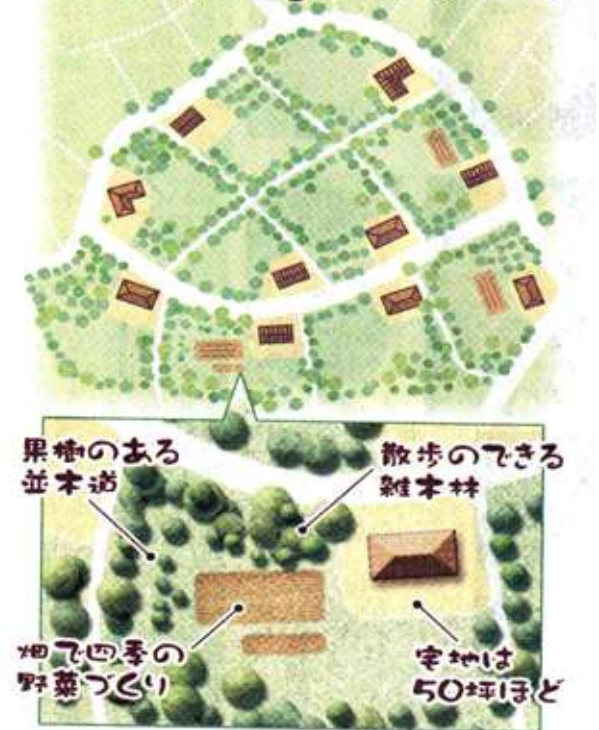 果樹のある
並木道
散歩のできる
雑木林
畑で四季の
野菜づくり
宅地は
50坪ほど